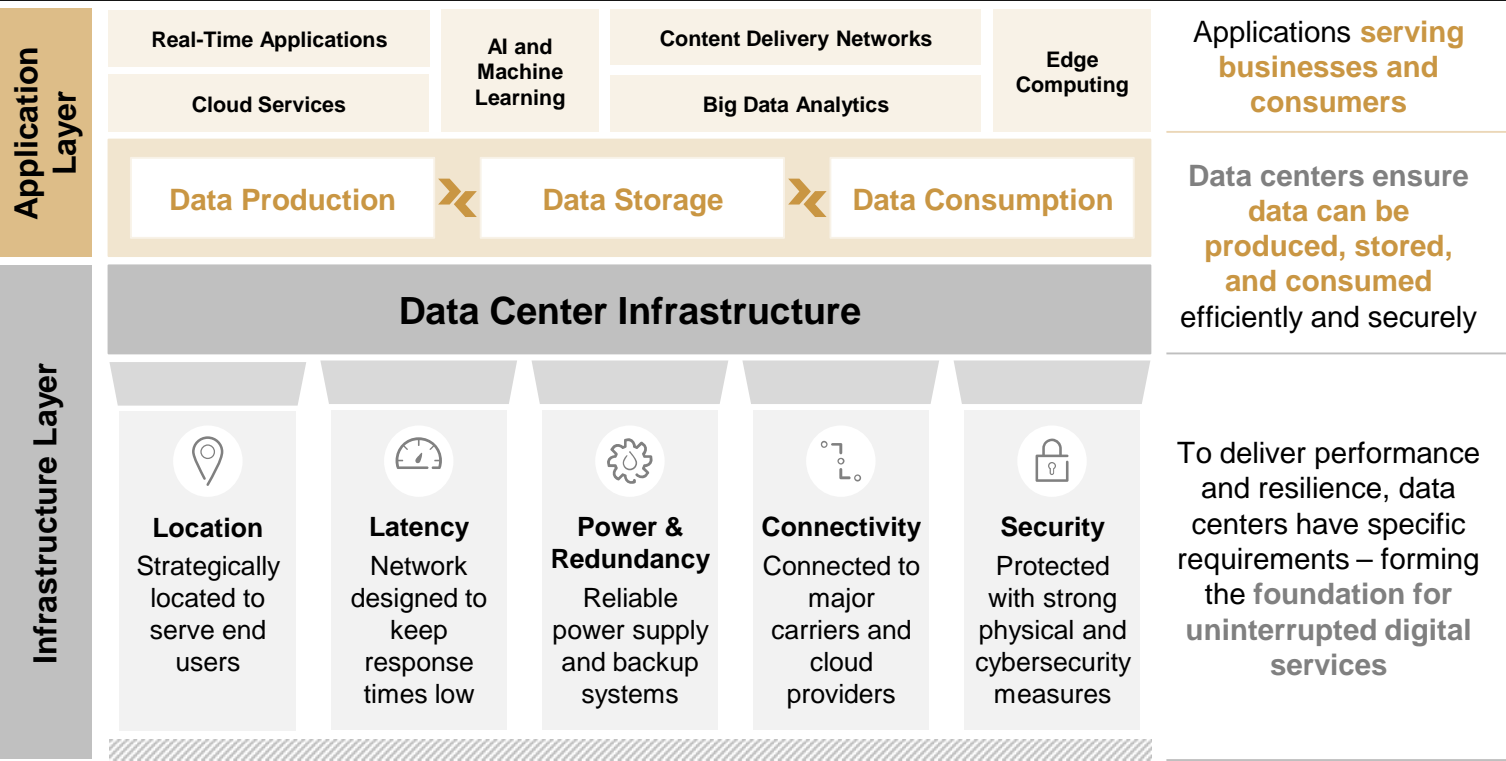 Application
Layer
Real-Time Applications
Cloud Services
AI and
Machine
Learning
Content Delivery Networks
Big Data Analytics
Edge
Computing
Applications serving
businesses and
consumers
Data Production
Data Storage
Data Consumption
Data centers ensure
data can be
produced, stored,
and consumed
efficiently and securely
Infrastructure Layer
Data Center Infrastructure
Location
Strategically
located to
serve end
users
Latency
Network
designed to
keep
response
times low
Power &
Redundancy
Reliable
power supply
and backup
systems
Connectivity
Connected to
major
carriers and
cloud
providers
Security
Protected
with strong
physical and
cybersecurity
measures
To deliver performance
and resilience, data
centers have specific
requirements – forming
the foundation for
uninterrupted digital
services